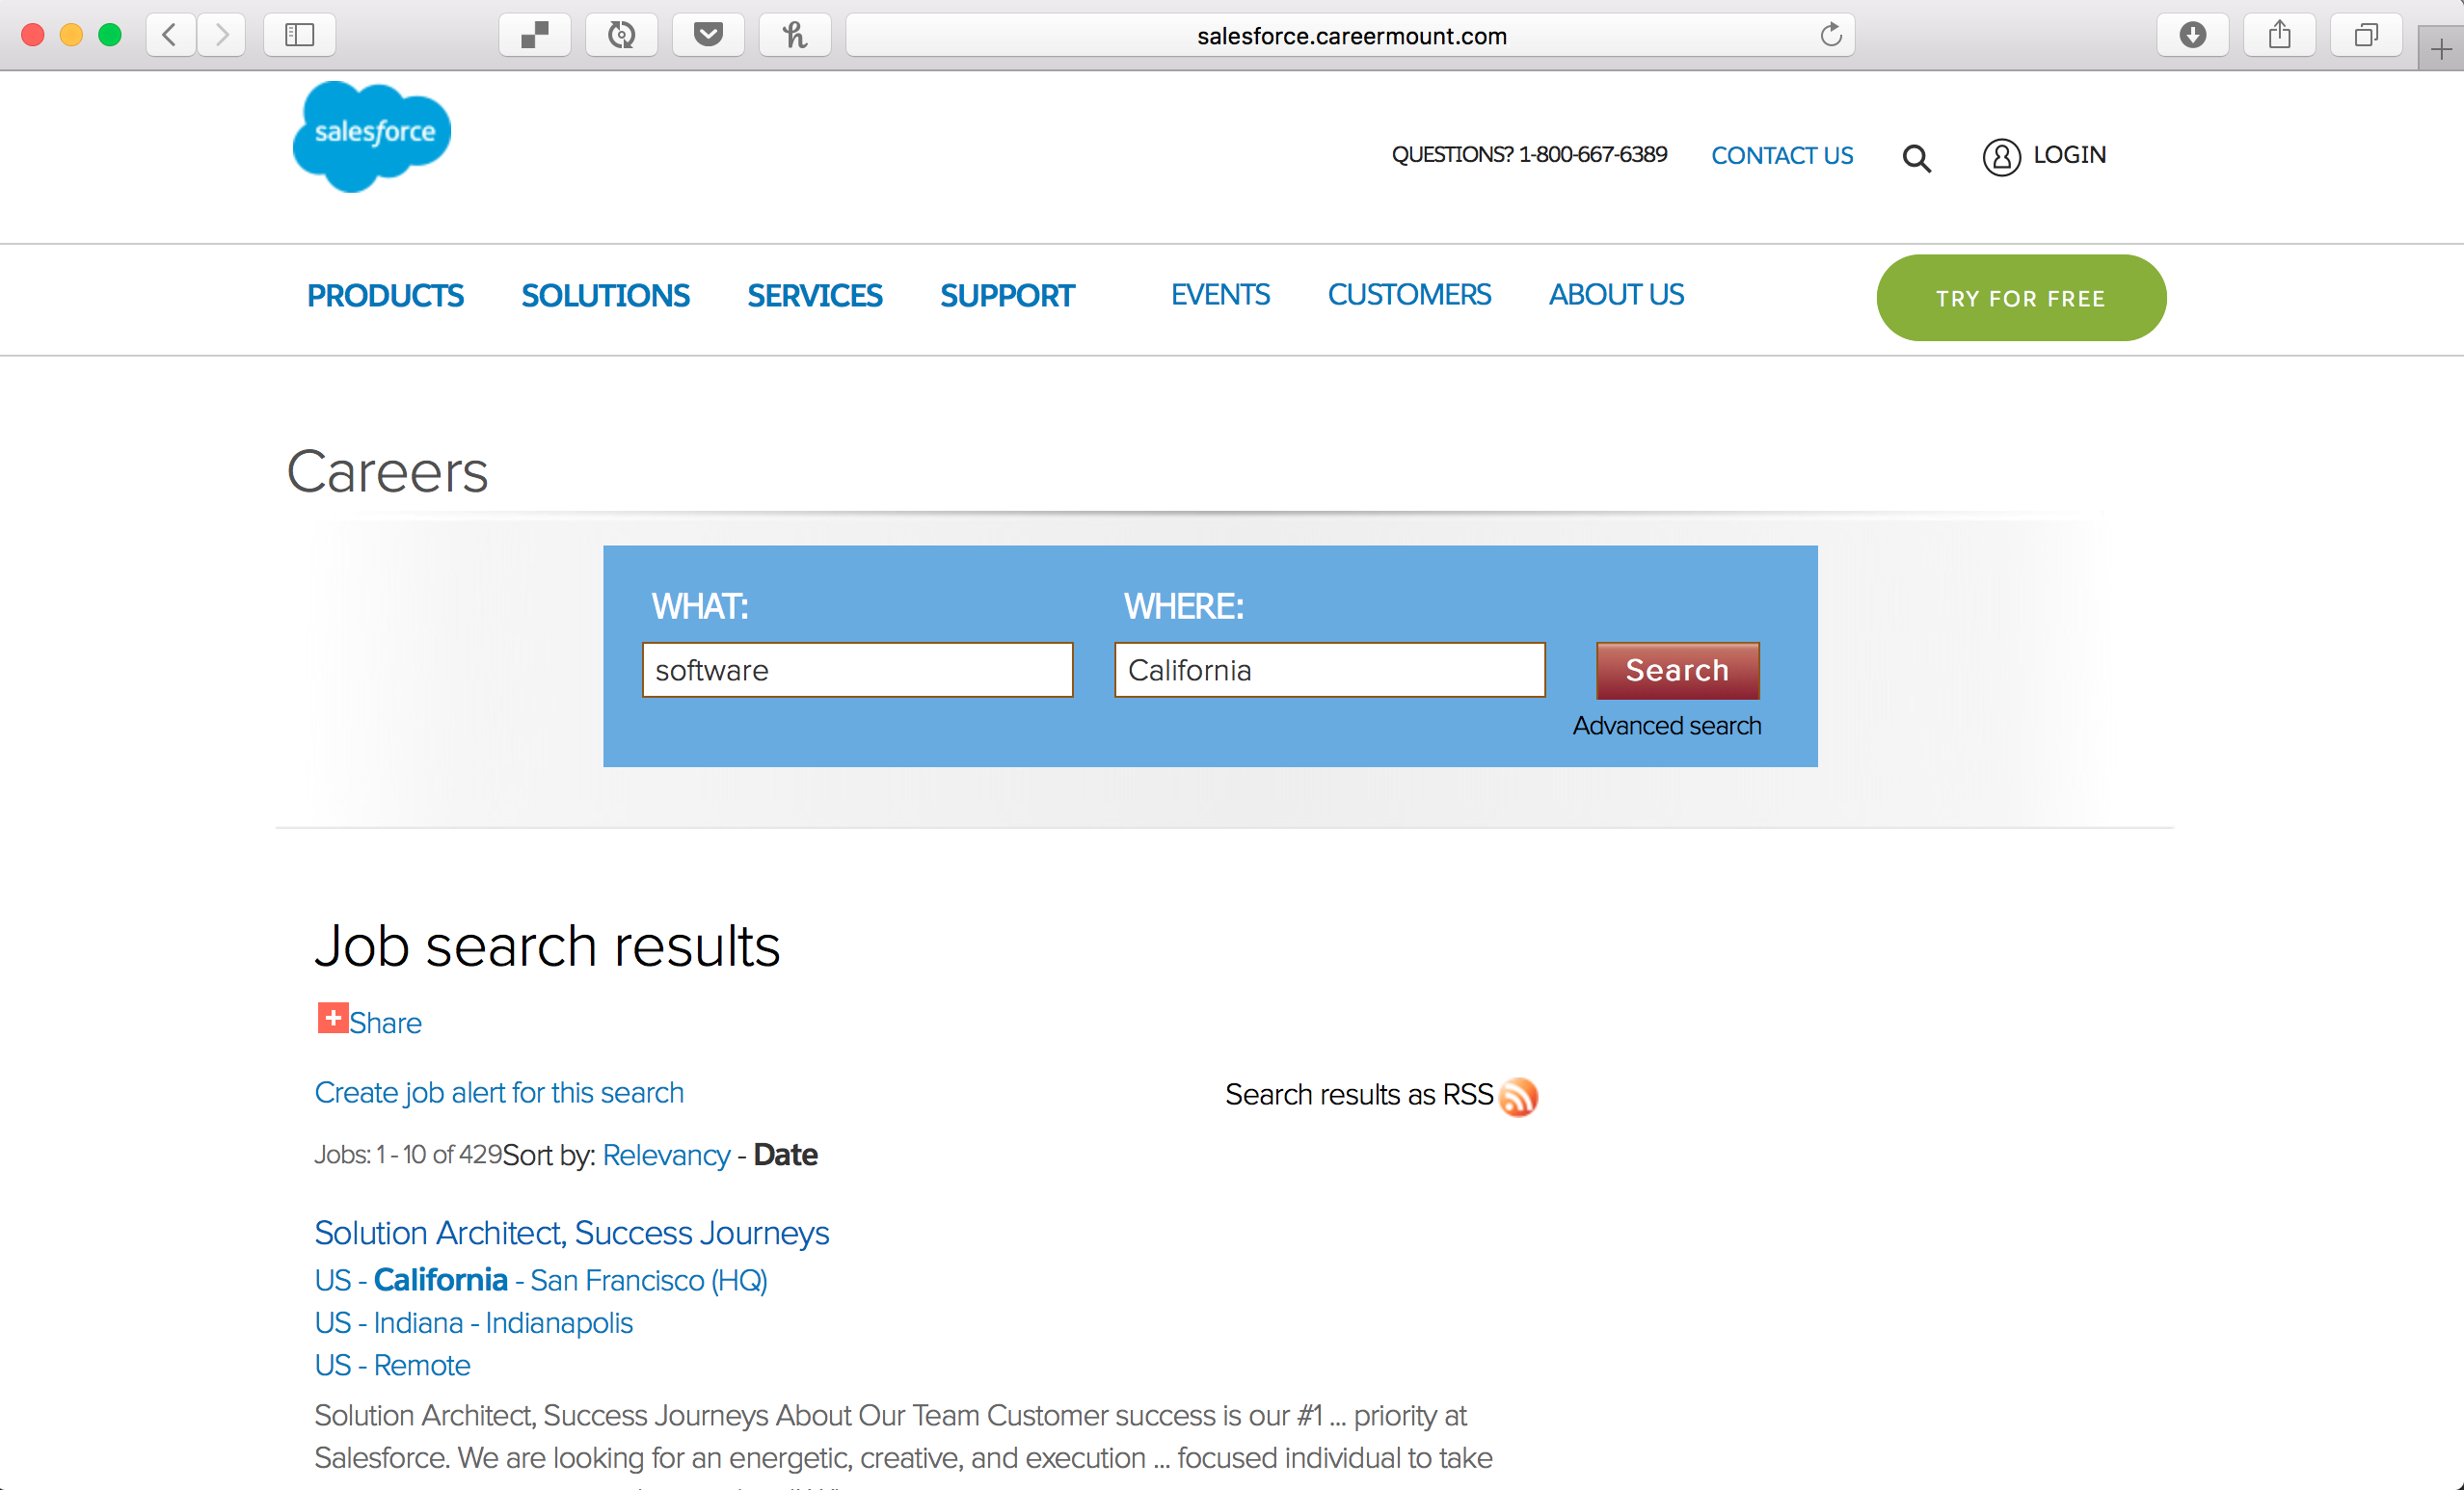 salesforce.careermount.com
salesforce
QUESTIONS? 1-800-667-6389 CONTACT US LOGIN
PRODUCTS SOLUTIONS SERVICES SUPPORT EVENTS CUSTOMERS ABOUT US TRY FOR FREE
Careers
WHAT: WHERE:
software California Search
Advanced search
Job search results
Share
Create job alert for this search Search results as RSS
Jobs: 1 - 10 of 429Sort by: Relevancy - Date
Solution Architect, Success Journeys
US - California - San Francisco (HQ)
US - Indiana - Indianapolis
US - Remote
Solution Architect, Success Journeys About Our Team Customer success is our #1 ... priority at
Salesforce. We are looking for an energetic, creative, and execution ... focused individual to take